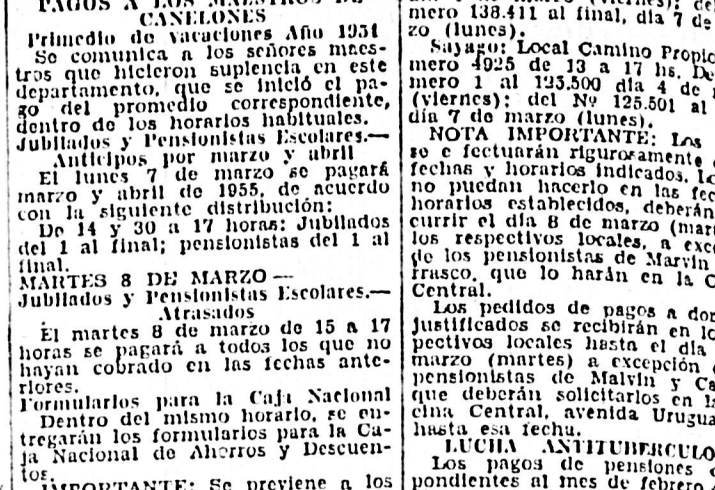 PAGOS A LOS MAESTROS DE
CANELONES
Primedio de vacaciones Año 1954
Se comunica a los señores maes-
tros que hicieron suplencia en este
departamento, que se inició el pa-
go del promedio correspondiente,
dentro de los horarios habituales.
Jubilados y Pensionistas Escolares.—
Anticipos por marzo y abril
El lunes 7 de marzo se pagará
marzo y abril de 1955, de acuerdo
con la siguiente distribución:
De 14 y 30 a 17 horas: Jubilados
del 1 al final; pensionistas del 1 al
final.
MARTES 8 DE MARZO —
Jubilados y Pensionistas Escolares.—
Atrasados
El martes 8 de marzo de 15 a 17
horas se pagará a todos los que no
hayan cobrado en las fechas ante-
riores.
Formularios para la Caja Nacional
Dentro del mismo horario, se en-
tregarán los formularios para la Ca-
ja Nacional de Ahorros y Descuen-
tos.
IMPORTANTE: Se previene a los
mero 138.411 al final, día 7 de
zo (lunes).
Sayago: Local Camino Propio
mero 4925 de 13 a 17 hs. De
mero 1 al 125.500 día 4 de
(viernes); del Nº 125.501 al
día 7 de marzo (lunes).
NOTA IMPORTANTE: Los
se e fectuarán rigurosamente
fechas y horarios indicados. Lo
no puedan hacerlo en las fec
horarios establecidos, deberán
currir el día 8 de marzo (mar
los respectivos locales, a exc
de los pensionistas de Marvin
rrasco, que lo harán en la C
Central.
Los pedidos de pagos a dom
justificados se recibirán en lo
pectivos locales hasta el día
marzo (martes) a excepción
pensionistas de Malvín y Ca
que deberán solicitarlos en la
cina Central, avenida Urugua
hasta esa fecha.
LUCHA ANTITUBERCULO
Los pagos de pensiones
pondientes al mes de febrero